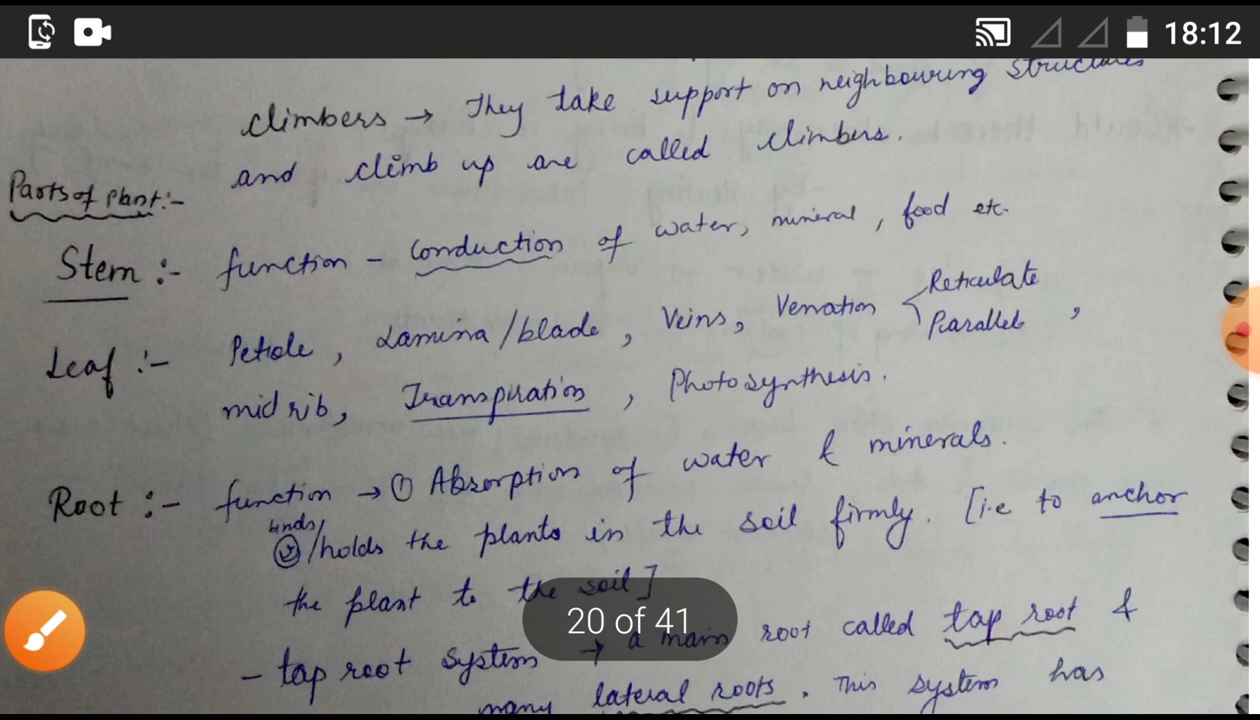 18:12
climbers → They take support on neighbouring structures
and climb up are called climbers.
Parts of plant:-
Stem :- function - conduction of water, mineral, food etc.
Leaf :- Petiole, Lamina/blade, Veins, Venation Reticulate
Parallel,
mid rib, Transpiration, Photosynthesis.
Root :- function → ① Absorption of water & minerals.
binds/
② /holds the plants in the soil firmly. [i.e to anchor
the plant to the soil]
20 of 41
- tap root system → a main root called tap root &
many lateral roots. This system has